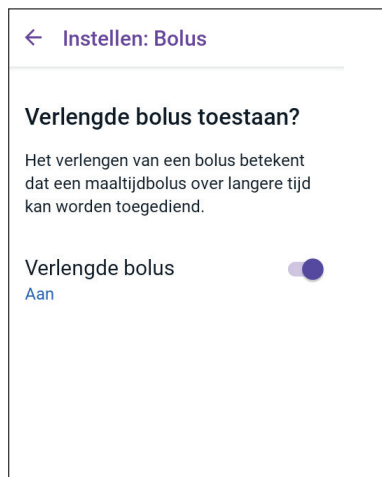 Instellen: Bolus
Verlengde bolus toestaan?
Het verlengen van een bolus betekent
dat een maaltijdbolus over langere tijd
kan worden toegediend.
Verlengde bolus
Aan